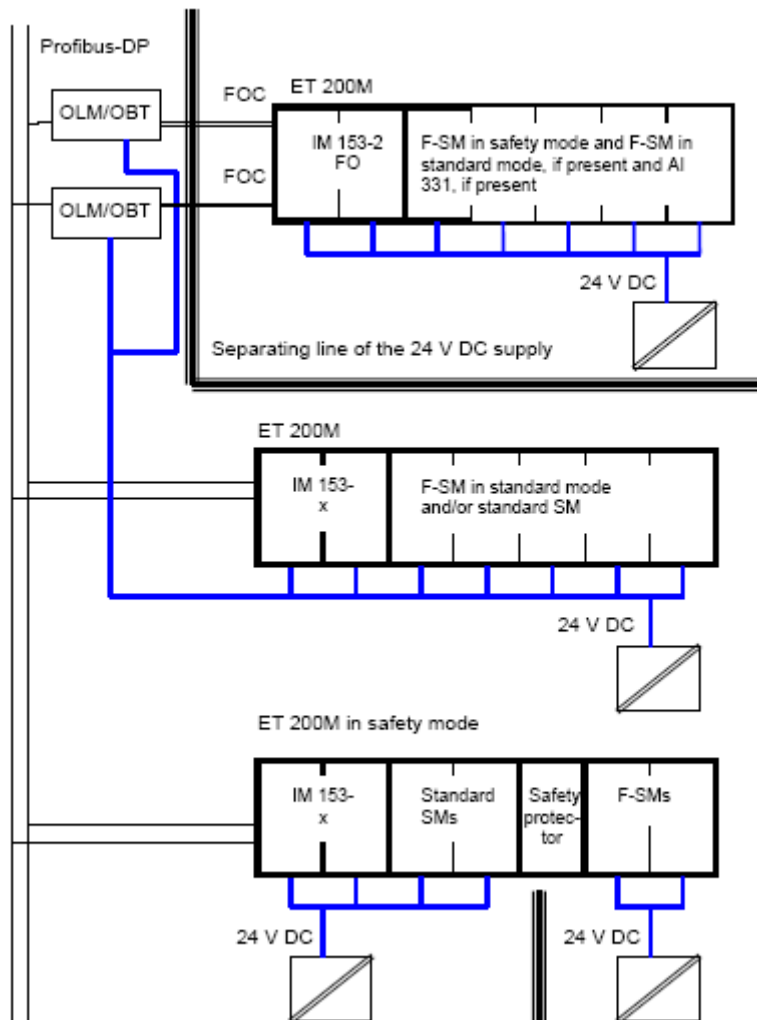 Profibus-DP
FOC
ET 200M
OLM/OBT
IM 153-2
FO
F-SM in safety mode and F-SM in
standard mode, if present and AI
331, if present
FOC
OLM/OBT
24 V DC
Separating line of the 24 V DC supply
ET 200M
IM 153-
x
F-SM in standard mode
and/or standard SM
24 V DC
ET 200M in safety mode
IM 153-
x
Standard
SMs
Safety
protec-
tor
F-SMs
24 V DC
24 V DC